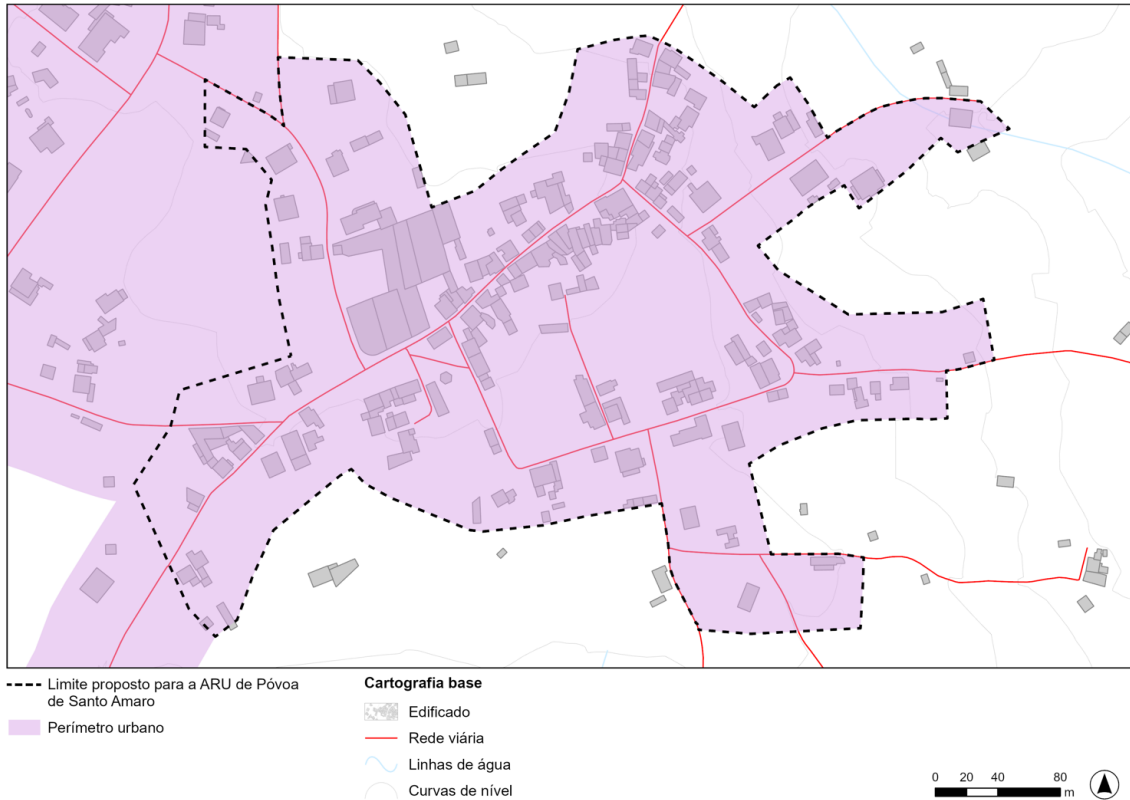 Limite proposto para a ARU de Póvoa
de Santo Amaro
Perímetro urbano
Cartografia base
Edificado
Rede viária
Linhas de água
Curvas de nível
0 20 40 80
m